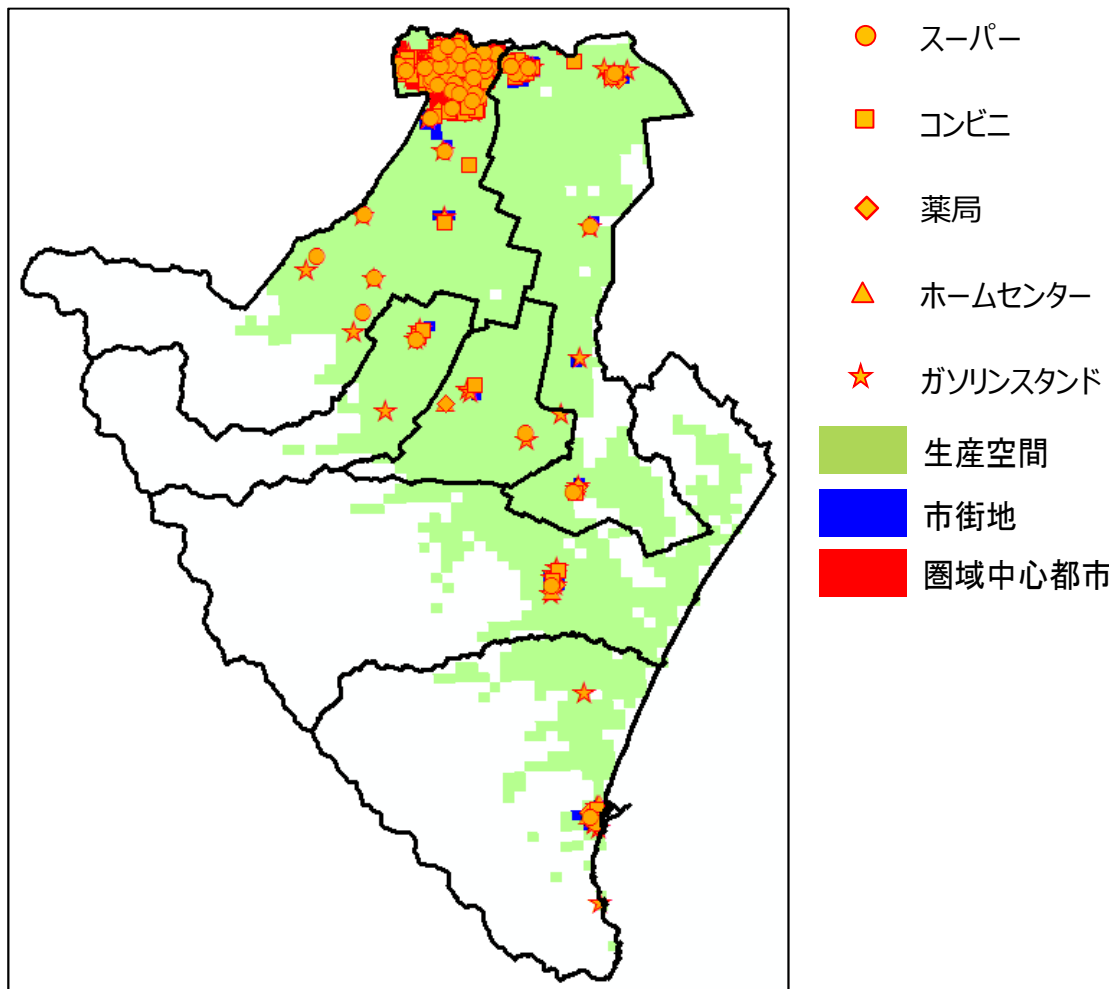 スーパー
コンビニ
薬局
ホームセンター
ガソリンスタンド
生産空間
市街地
圏域中心都市